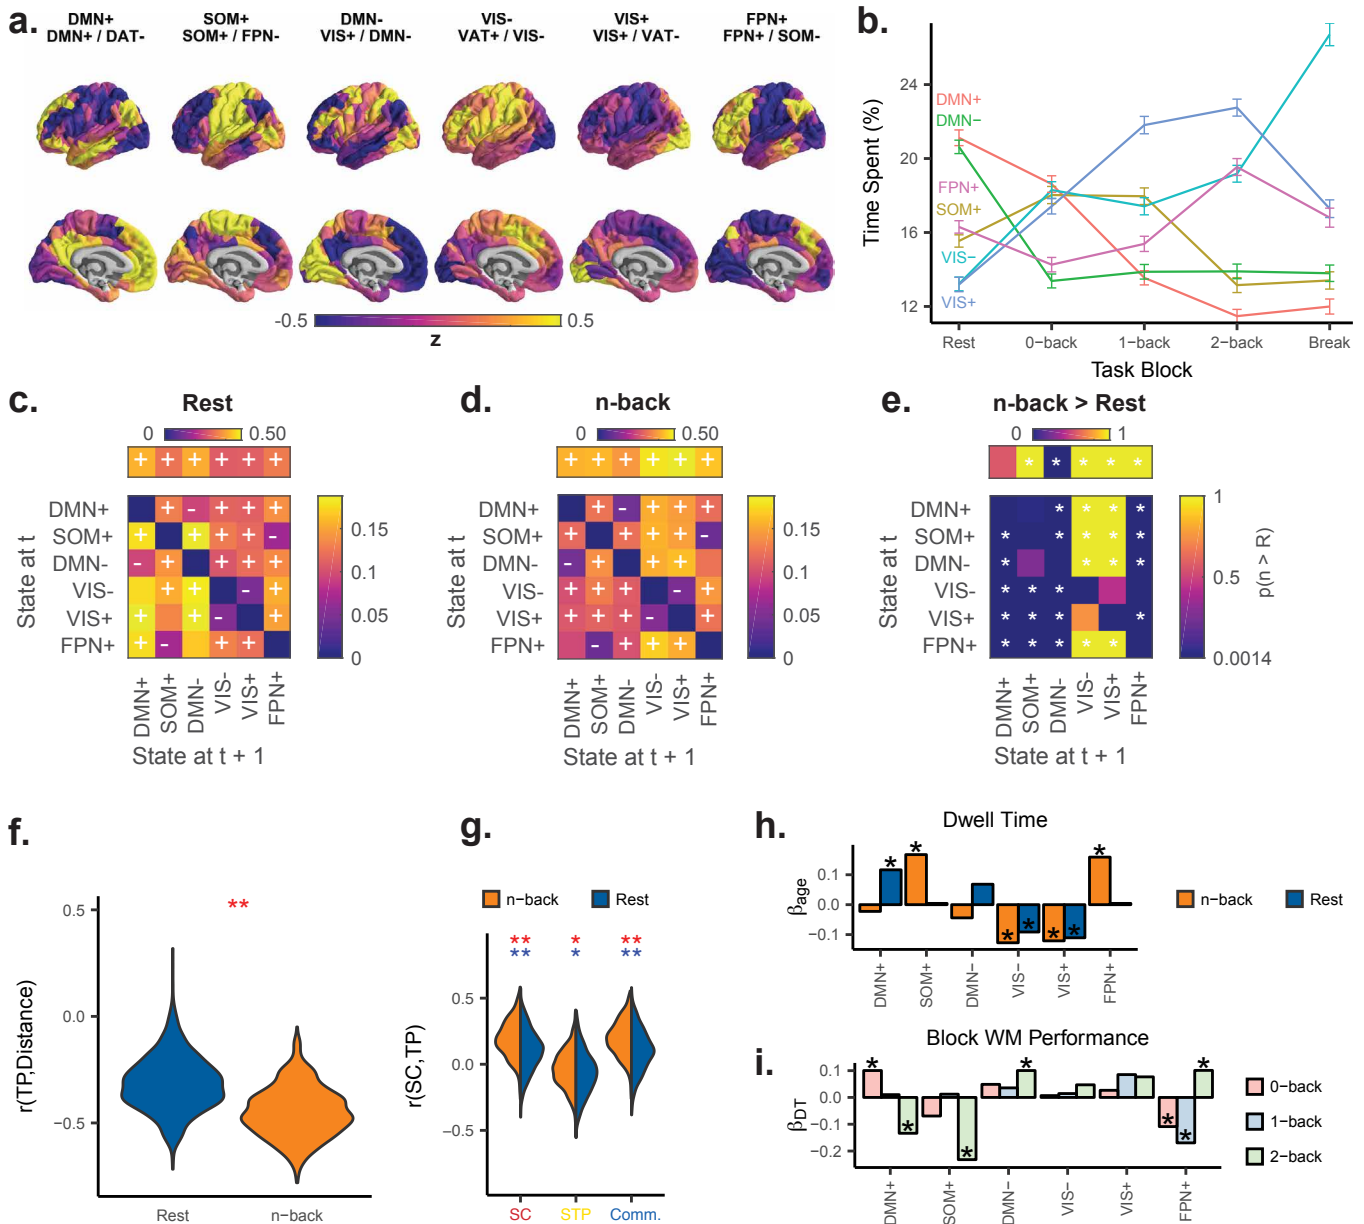 a.
DMN+ SOM+ DMN- VIS- VIS+ FPN+
DMN+ / DAT- SOM+ / FPN- VIS+ / DMN- VAT+ / VIS- VIS+ / VAT- FPN+ / SOM-
-0.5 0.5
z
b.
Time Spent (%)
24
20
16
12
DMN+
DMN−
FPN+
SOM+
VIS−
VIS+
Rest 0−back 1−back 2−back Break
Task Block
c.
Rest
0 0.50
+ + + + + +
State at t
DMN+ + - + + +
SOM+ + + + + -
DMN- - + + + +
VIS- + + - +
VIS+ + + - +
FPN+ + - + +
0.15
0.1
0.05
0
DMN+ SOM+ DMN- VIS- VIS+ FPN+
State at t + 1
d.
n-back
0 0.50
+ + + + + +
State at t
DMN+ + - + + +
SOM+ + + + + -
DMN- - + + +
VIS- + + + - +
VIS+ + + + - +
FPN+ - + + +
0.15
0.1
0.05
0
DMN+ SOM+ DMN- VIS- VIS+ FPN+
State at t + 1
e.
n-back > Rest
0 1
* * * * *
State at t
DMN+ * * * *
SOM+ * * * * *
DMN- * * * *
VIS- * * *
VIS+ * * * *
FPN+ * * * * *
1
0.5
0.0014
p(n > R)
DMN+ SOM+ DMN- VIS- VIS+ FPN+
State at t + 1
f.
r(TP,Distance)
0.5
0.0
−0.5
**
Rest n−back
g.
n−back Rest
r(SC,TP)
0.5
0.0
−0.5
** * **
** * **
SC STP Comm.
h.
Dwell Time
βage
0.1
0.0
−0.1
* * * * * * * *
DMN+ SOM+ DMN− VIS− VIS+ FPN+
n−back Rest
i.
Block WM Performance
βDT
0.1
0.0
−0.1
−0.2
* * * * * * *
DMN+ SOM+ DMN− VIS− VIS+ FPN+
0−back
1−back
2−back